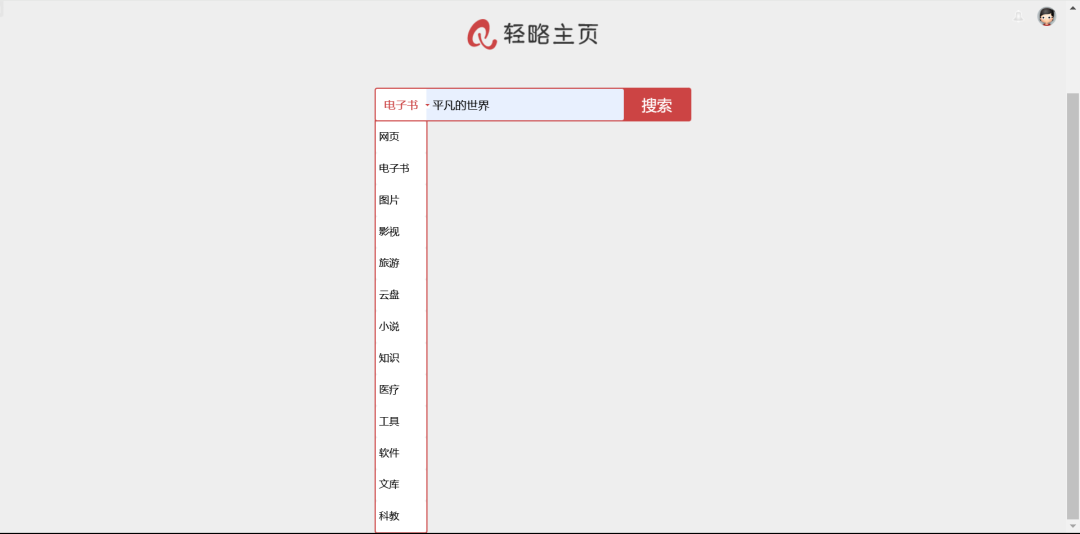 轻略主页
电子书 平凡的世界 搜索
网页
电子书
图片
影视
旅游
云盘
小说
知识
医疗
工具
软件
文库
科教